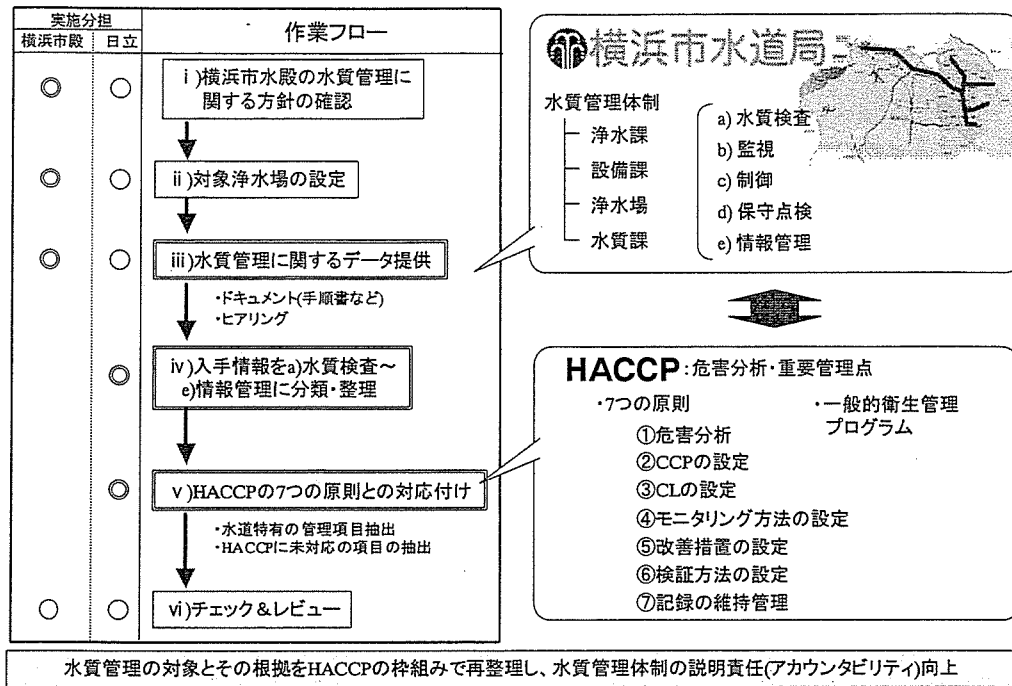 実施分担
横浜市殿 日立 作業フロー
◎ ○ i)横浜市水殿の水質管理に
関する方針の確認
◎ ○ ii)対象浄水場の設定
◎ ○ iii)水質管理に関するデータ提供
・ドキュメント(手順書など)
・ヒアリング
◎ iv)入手情報をa)水質検査～
e)情報管理に分類・整理
◎ v)HACCPの7つの原則との対応付け
・水道特有の管理項目抽出
・HACCPに未対応の項目の抽出
○ ○ vi)チェック&レビュー
横浜市水道局
水質管理体制
浄水課
設備課
浄水場
水質課
a) 水質検査
b) 監視
c) 制御
d) 保守点検
e) 情報管理
HACCP:危害分析・重要管理点
・7つの原則
①危害分析
②CCPの設定
③CLの設定
④モニタリング方法の設定
⑤改善措置の設定
⑥検証方法の設定
⑦記録の維持管理
・一般的衛生管理
プログラム
水質管理の対象とその根拠をHACCPの枠組みで再整理し、水質管理体制の説明責任(アカウンタビリティ)向上